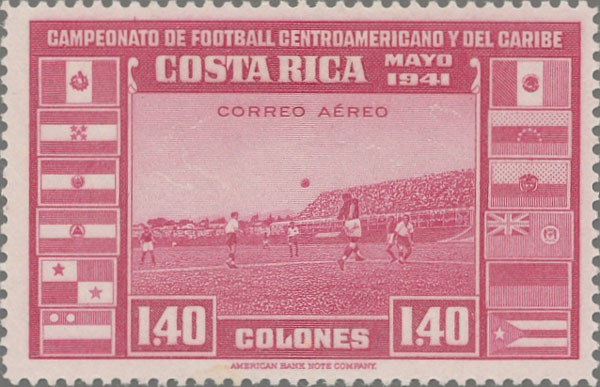 CAMPEONATO DE FOOTBALL CENTROAMERICANO Y DEL CARIBE
COSTA RICA MAYO 1941
CORREO AÉREO
1.40 COLONES 1.40
AMERICAN BANK NOTE COMPANY.